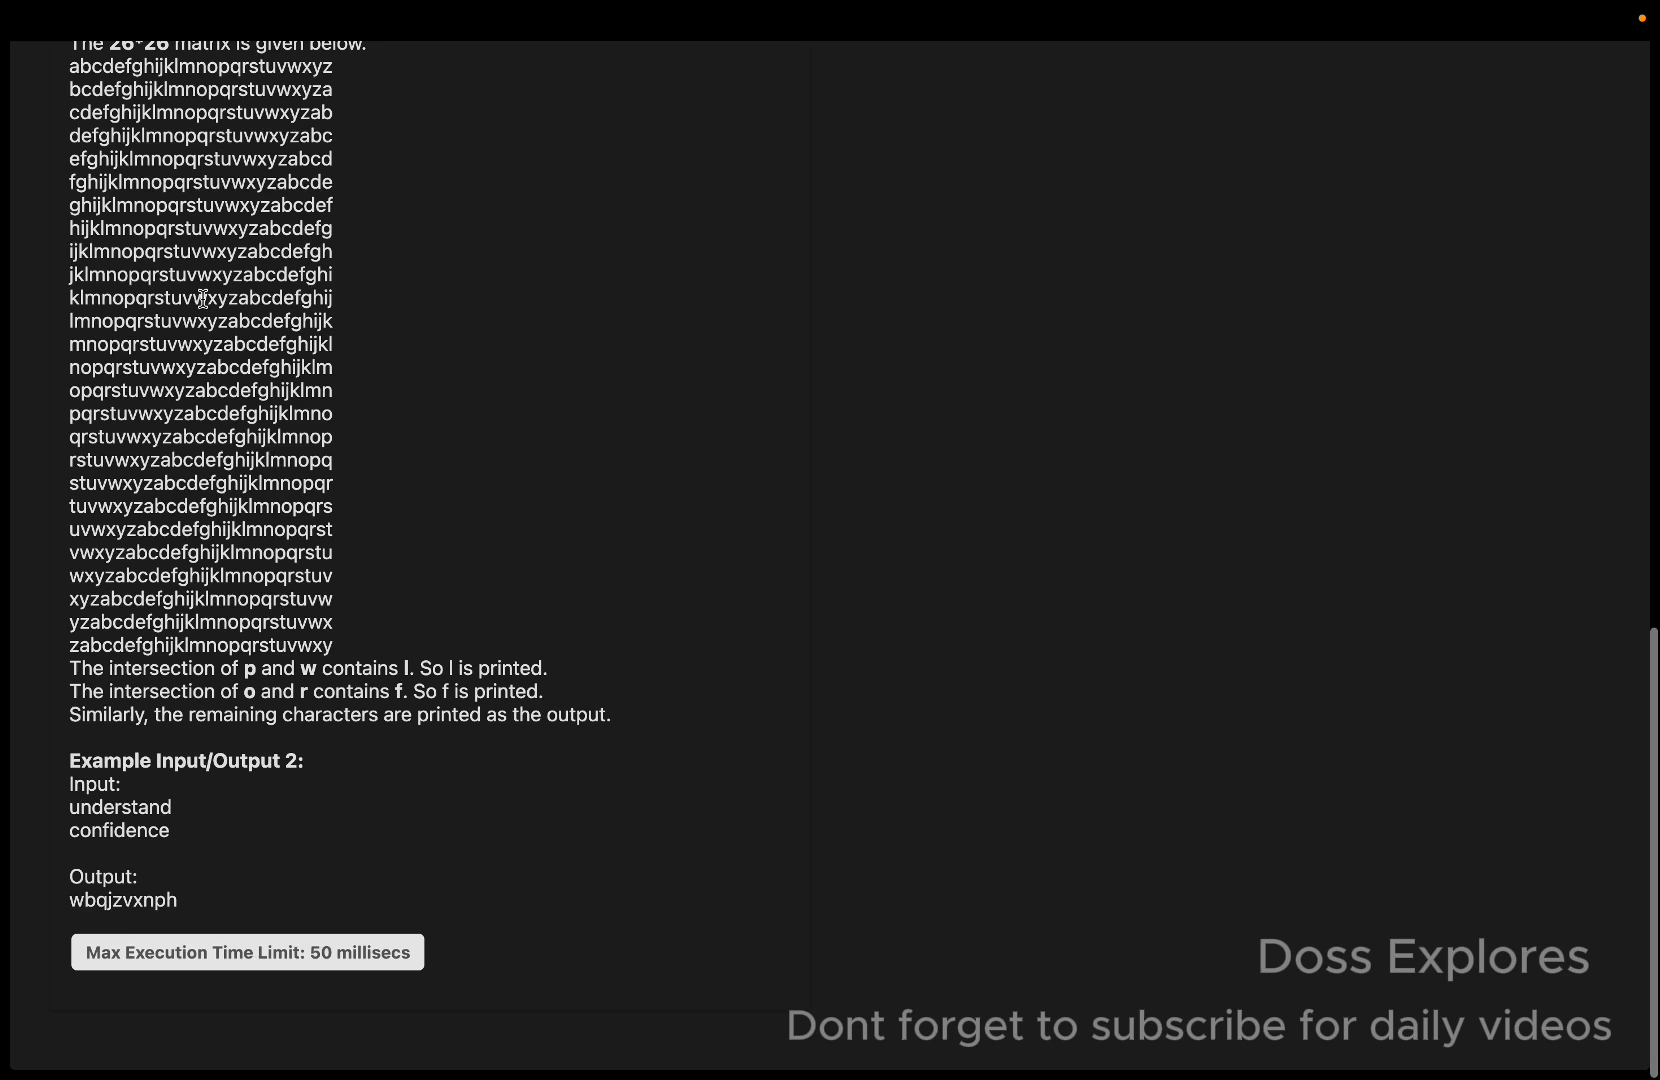 The 26*26 matrix is given below.
abcdefghijklmnopqrstuvwxyz
bcdefghijklmnopqrstuvwxyza
cdefghijklmnopqrstuvwxyzab
defghijklmnopqrstuvwxyzabc
efghijklmnopqrstuvwxyzabcd
fghijklmnopqrstuvwxyzabcde
ghijklmnopqrstuvwxyzabcdef
hijklmnopqrstuvwxyzabcdefg
ijklmnopqrstuvwxyzabcdefgh
jklmnopqrstuvwxyzabcdefghi
klmnopqrstuvwxyzabcdefghij
lmnopqrstuvwxyzabcdefghijk
mnopqrstuvwxyzabcdefghijkl
nopqrstuvwxyzabcdefghijklm
opqrstuvwxyzabcdefghijklmn
pqrstuvwxyzabcdefghijklmno
qrstuvwxyzabcdefghijklmnop
rstuvwxyzabcdefghijklmnopq
stuvwxyzabcdefghijklmnopqr
tuvwxyzabcdefghijklmnopqrs
uvwxyzabcdefghijklmnopqrst
vwxyzabcdefghijklmnopqrstu
wxyzabcdefghijklmnopqrstuv
xyzabcdefghijklmnopqrstuvw
yzabcdefghijklmnopqrstuvwx
zabcdefghijklmnopqrstuvwxy
The intersection of p and w contains l. So l is printed.
The intersection of o and r contains f. So f is printed.
Similarly, the remaining characters are printed as the output.
Example Input/Output 2:
Input:
understand
confidence
Output:
wbqjzvxnph
Max Execution Time Limit: 50 millisecs
Doss Explores
Dont forget to subscribe for daily videos